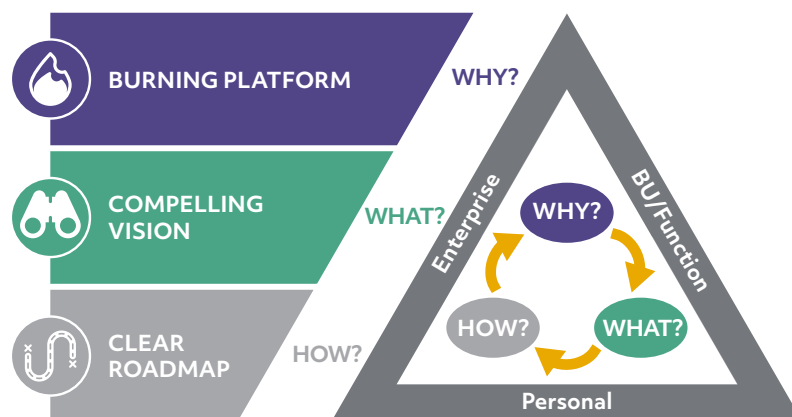 BURNING PLATFORM
WHY?
COMPELLING
VISION
WHAT?
CLEAR
ROADMAP
HOW?
Enterprise
BU/Function
WHY?
HOW?
WHAT?
Personal